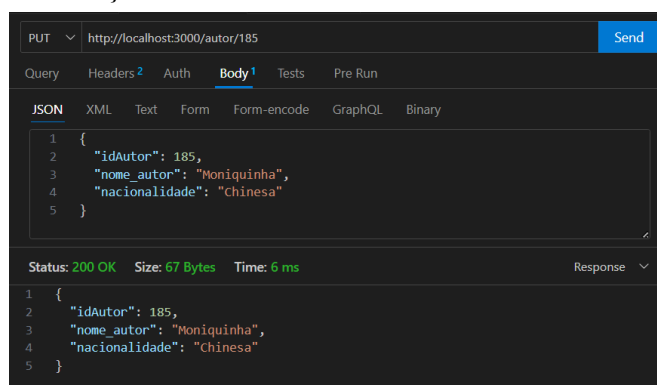 PUT http://localhost:3000/autor/185 Send
Query Headers 2 Auth Body 1 Tests Pre Run
JSON XML Text Form Form-encode GraphQL Binary
1 {
2 "idAutor": 185,
3 "nome_autor": "Moniquinha",
4 "nacionalidade": "Chinesa"
5 }
Status: 200 OK Size: 67 Bytes Time: 6 ms Response
1 {
2 "idAutor": 185,
3 "nome_autor": "Moniquinha",
4 "nacionalidade": "Chinesa"
5 }